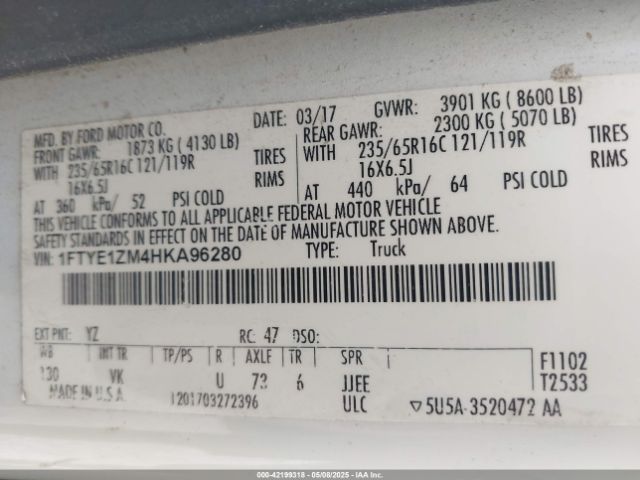 MFD. BY FORD MOTOR CO. DATE: 03/17 GVWR: 3901 KG ( 8600 LB)
FRONT GAWR: 1873 KG ( 4130 LB) REAR GAWR: 2300 KG ( 5070 LB)
WITH 235/65R16C 121/119R TIRES WITH 235/65R16C 121/119R TIRES
16X6.5J RIMS 16X6.5J RIMS
AT 360 kPa/ 52 PSI COLD AT 440 kPa/ 64 PSI COLD
THIS VEHICLE CONFORMS TO ALL APPLICABLE FEDERAL MOTOR VEHICLE
SAFETY STANDARDS IN EFFECT ON THE DATE OF MANUFACTURE SHOWN ABOVE.
VIN: 1FTYE1ZM4HKA96280 TYPE: Truck
EXT PNT: YZ RC: 47 DSO:
WB INT TR TP/PS R AXLE TR SPR F1102
130 VK U 73 6 JJEE T2533
MADE IN U.S.A. 1201703272396 ULC 5U5A-3520472 AA
000-42199318 - 05/08/2025 - IAAI.COM